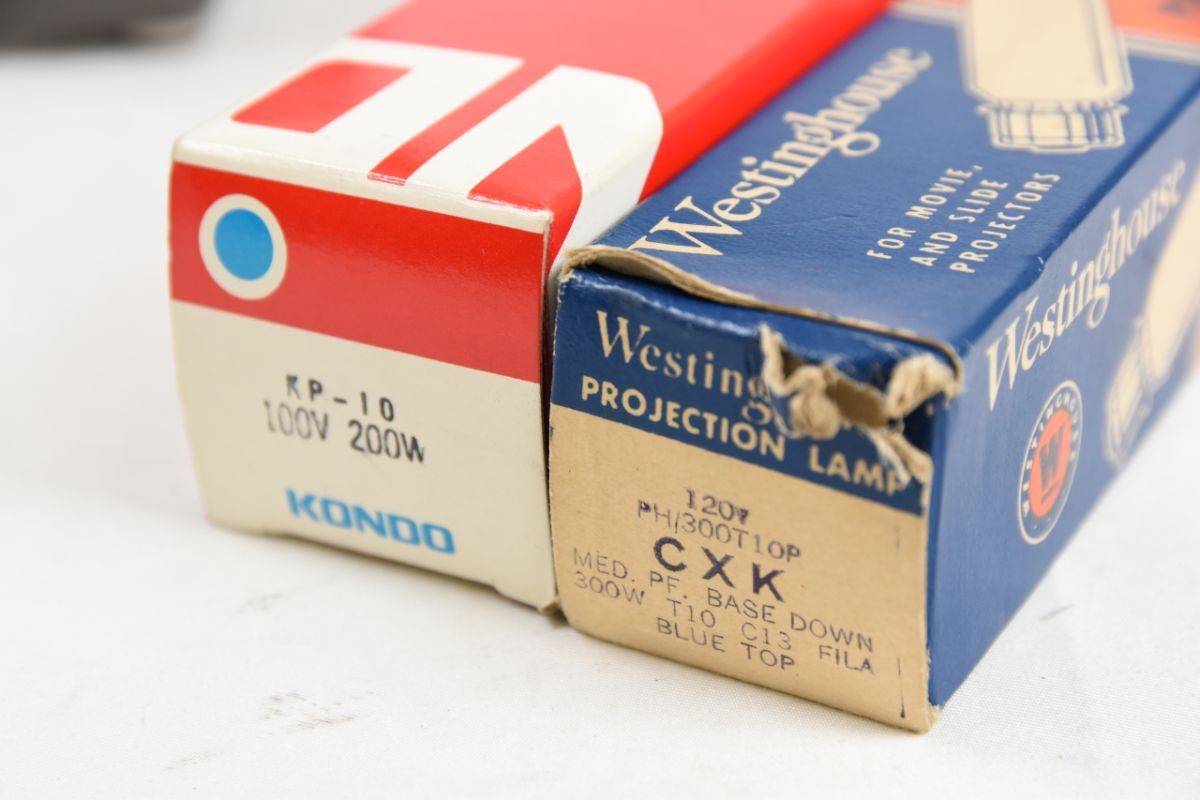 KP-10
100V 200W
KONDO
Westinghouse
FOR MOVIE,
AND SLIDE
PROJECTORS
Westing
PROJECTION LAMP
120V
PH/300T10P
CXK
MED. PF. BASE DOWN
300W T10 C13 FILA
BLUE TOP
Westinghouse
W